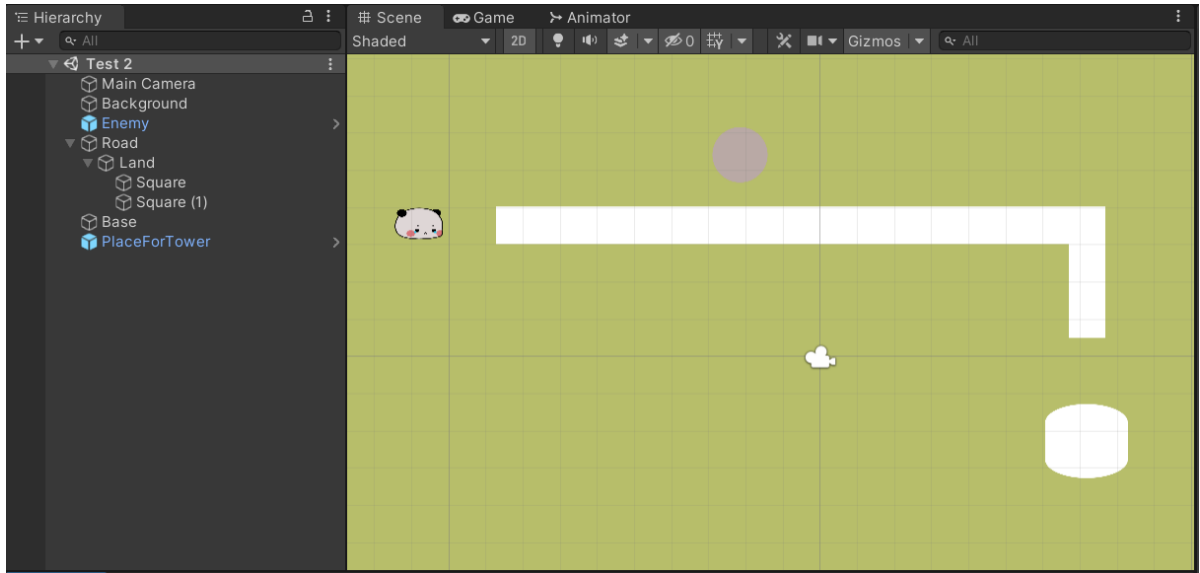 Hierarchy
All
Test 2
Main Camera
Background
Enemy
Road
Land
Square
Square (1)
Base
PlaceForTower
Scene Game Animator
Shaded 2D 0 Gizmos All